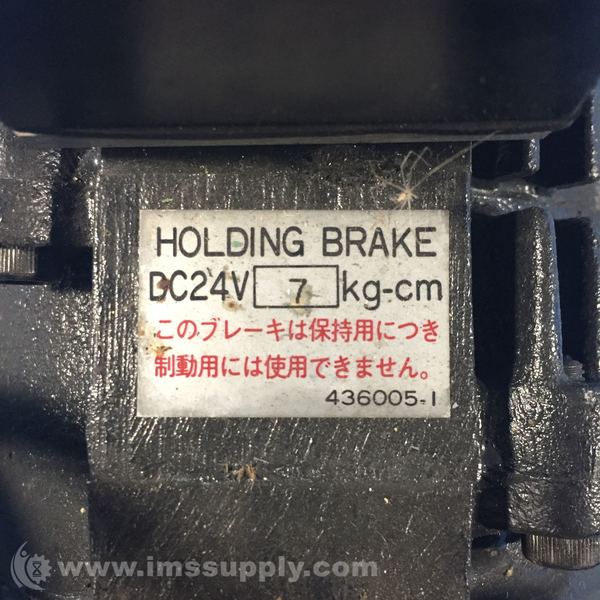 HOLDING BRAKE
DC24V 7 kg-cm
このブレーキは保持用につき
制動用には使用できません。
436005-1
www.imssupply.com